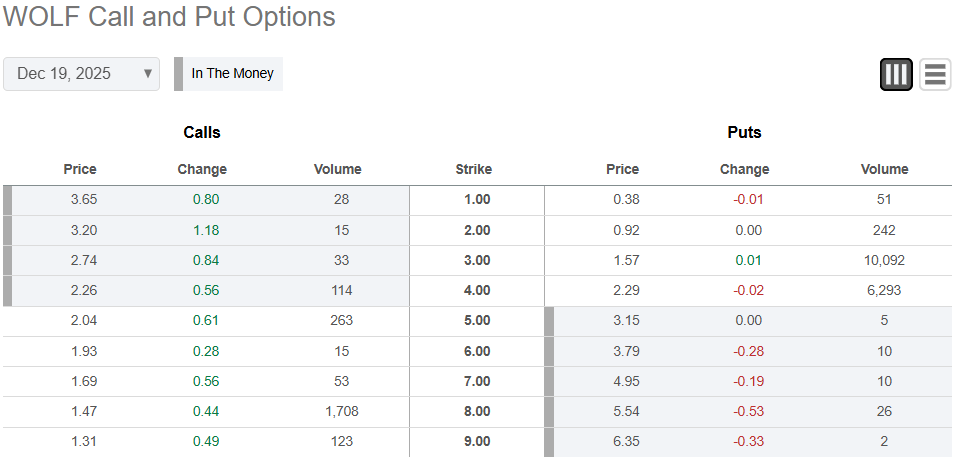 WOLF Call and Put Options
Dec 19, 2025 ▼ In The Money
Calls Puts
Price Change Volume Strike Price Change Volume
3.65 0.80 28 1.00 0.38 -0.01 51
3.20 1.18 15 2.00 0.92 0.00 242
2.74 0.84 33 3.00 1.57 0.01 10,092
2.26 0.56 114 4.00 2.29 -0.02 6,293
2.04 0.61 263 5.00 3.15 0.00 5
1.93 0.28 15 6.00 3.79 -0.28 10
1.69 0.56 53 7.00 4.95 -0.19 10
1.47 0.44 1,708 8.00 5.54 -0.53 26
1.31 0.49 123 9.00 6.35 -0.33 2